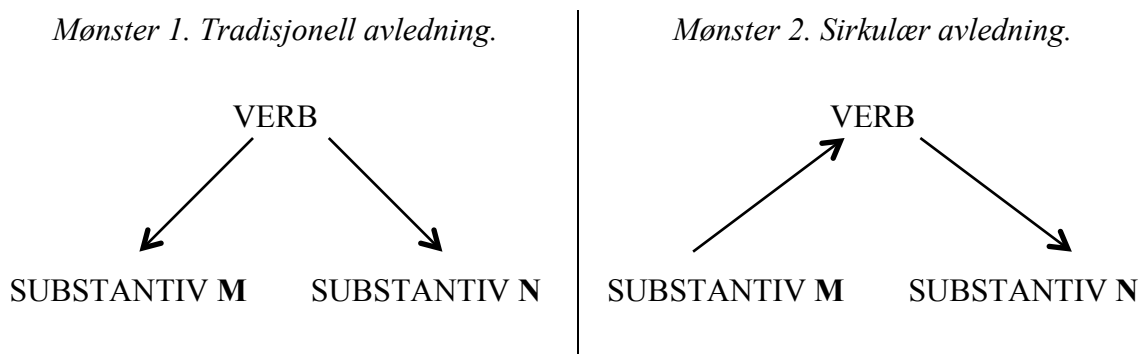 Mønster 1. Tradisjonell avledning.
VERB
SUBSTANTIV M
SUBSTANTIV N
Mønster 2. Sirkulær avledning.
VERB
SUBSTANTIV M
SUBSTANTIV N